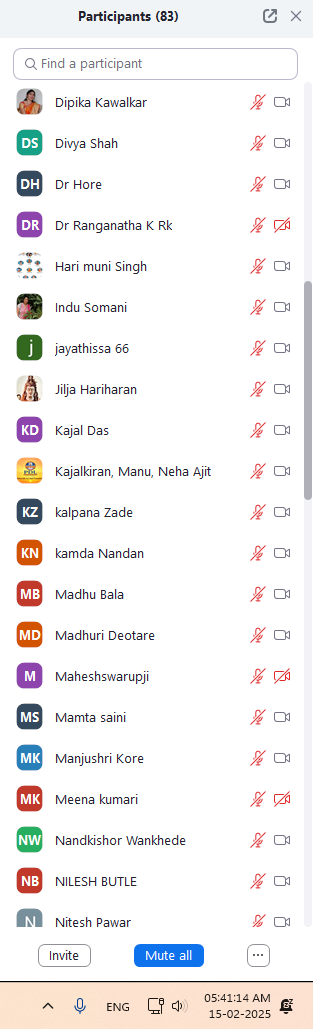 Participants (83)
Find a participant
Dipika Kawalkar
DS Divya Shah
DH Dr Hore
DR Dr Ranganatha K Rk
Hari muni Singh
Indu Somani
j jayathissa 66
Jilja Hariharan
KD Kajal Das
Kajalkiran, Manu, Neha Ajit
KZ kalpana Zade
KN kamda Nandan
MB Madhu Bala
MD Madhuri Deotare
M Maheshswarupji
MS Mamta saini
MK Manjushri Kore
MK Meena kumari
NW Nandkishor Wankhede
NB NILESH BUTLE
N Nitesh Pawar
Invite Mute all ...
ENG 05:41:14 AM
15-02-2025